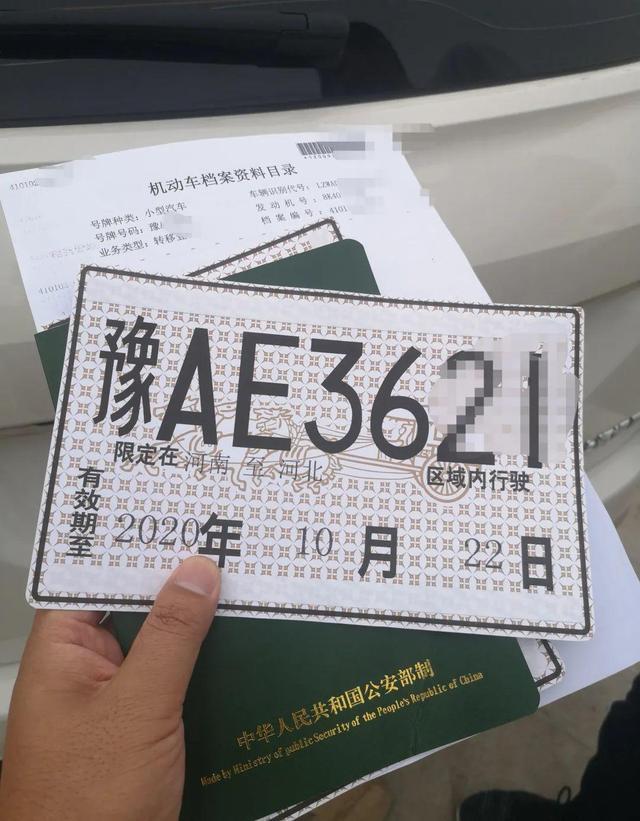 机动车档案资料目录
号牌种类：小型汽车
号牌号码：豫
业务类型：转移
车辆识别代号：LZWA
发动机号：8K40
档案编号：4101
豫AE36
限定在 河南 至 河北 区域内行驶
有效期至 2020年 10月 22日
中华人民共和国公安部制
Made by Ministry of public Security of the People's Republic of China